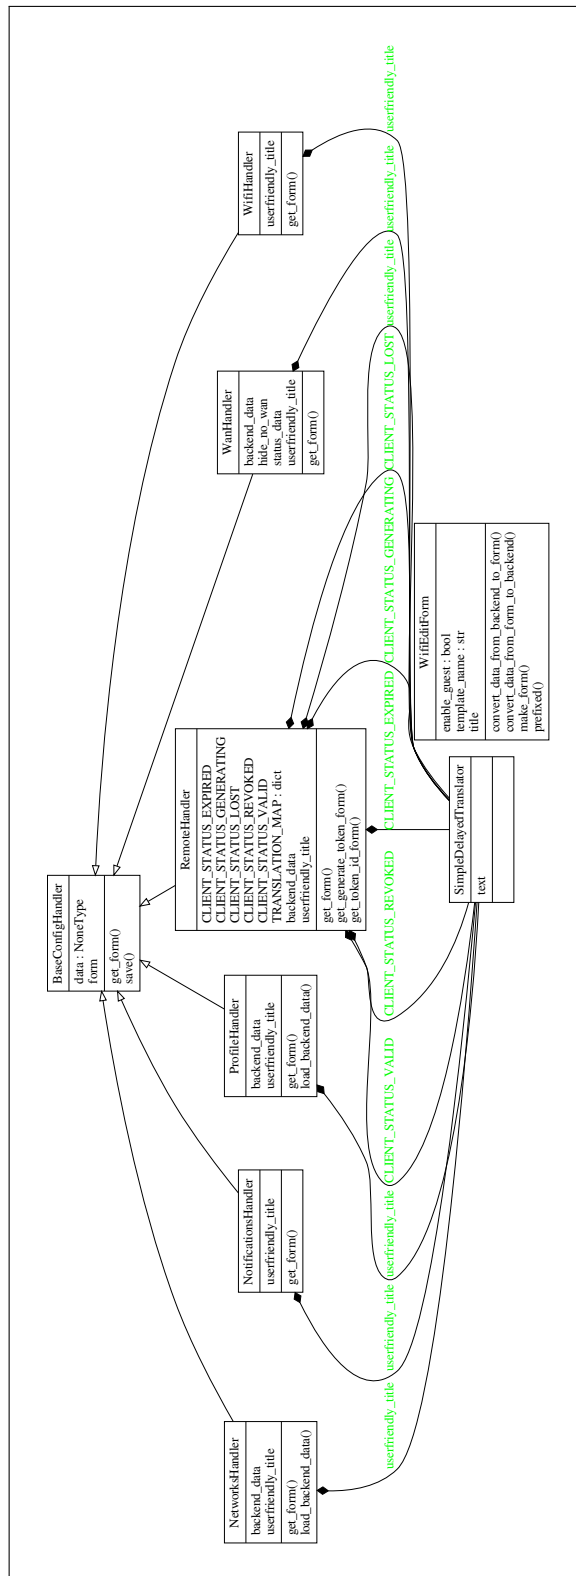 BaseConfigHandler
data : NoneType
form
get_form()
save()
NetworksHandler
backend_data
userfriendly_title
get_form()
load_backend_data()
NotificationsHandler
userfriendly_title
get_form()
ProfileHandler
backend_data
userfriendly_title
get_form()
load_backend_data()
RemoteHandler
CLIENT_STATUS_EXPIRED
CLIENT_STATUS_GENERATING
CLIENT_STATUS_LOST
CLIENT_STATUS_REVOKED
CLIENT_STATUS_VALID
TRANSLATION_MAP : dict
backend_data
userfriendly_title
get_form()
get_generate_token_form()
get_token_id_form()
WanHandler
backend_data
hide_no_wan
status_data
userfriendly_title
get_form()
WifiHandler
userfriendly_title
get_form()
userfriendly_title userfriendly_title userfriendly_title CLIENT_STATUS_VALID CLIENT_STATUS_REVOKED CLIENT_STATUS_EXPIRED CLIENT_STATUS_GENERATING CLIENT_STATUS_LOST userfriendly_title userfriendly_title userfriendly_title
SimpleDelayedTranslator
text
WifiEditForm
enable_guest : bool
template_name : str
title
convert_data_from_backend_to_form()
convert_data_from_form_to_backend()
make_form()
prefixed()